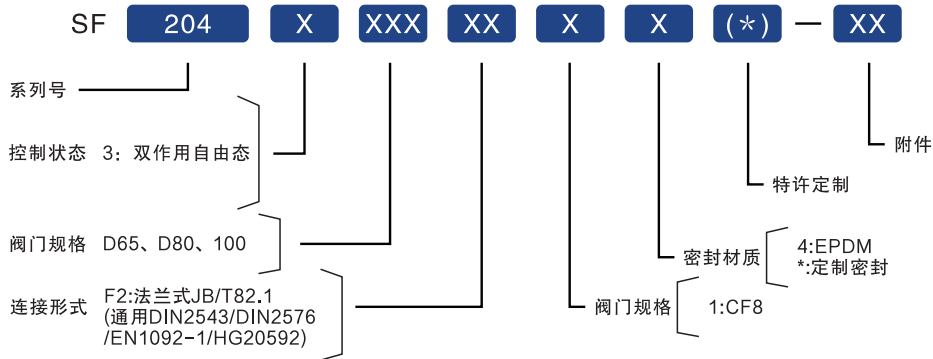 SF 204 X XXX XX X X (*) — XX
系列号
控制状态 3：双作用自由态
附件
特许定制
阀门规格 D65、D80、100
密封材质 4:EPDM
*:定制密封
连接形式 F2:法兰式JB/T82.1
(通用DIN2543/DIN2576
/EN1092-1/HG20592)
阀门规格 1:CF8